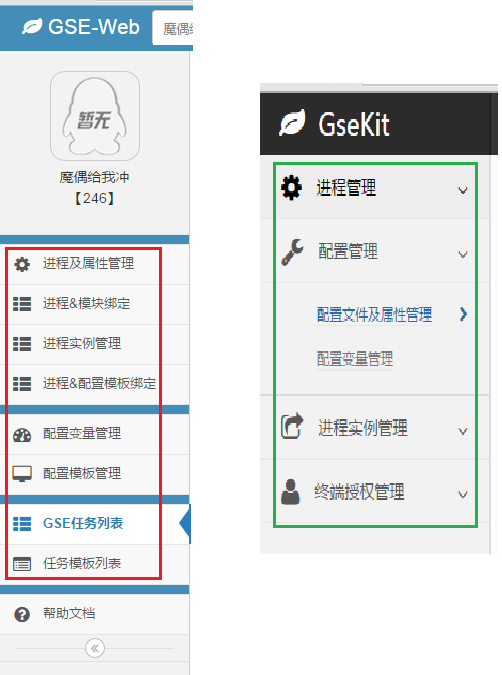 GSE-Web
魔偶给
暂无
魔偶给我冲
【246】
进程及属性管理
进程&模块绑定
进程实例管理
进程&配置模板绑定
配置变量管理
配置模板管理
GSE任务列表
任务模板列表
帮助文档
GseKit
进程管理
配置管理
配置文件及属性管理
配置变量管理
进程实例管理
终端授权管理